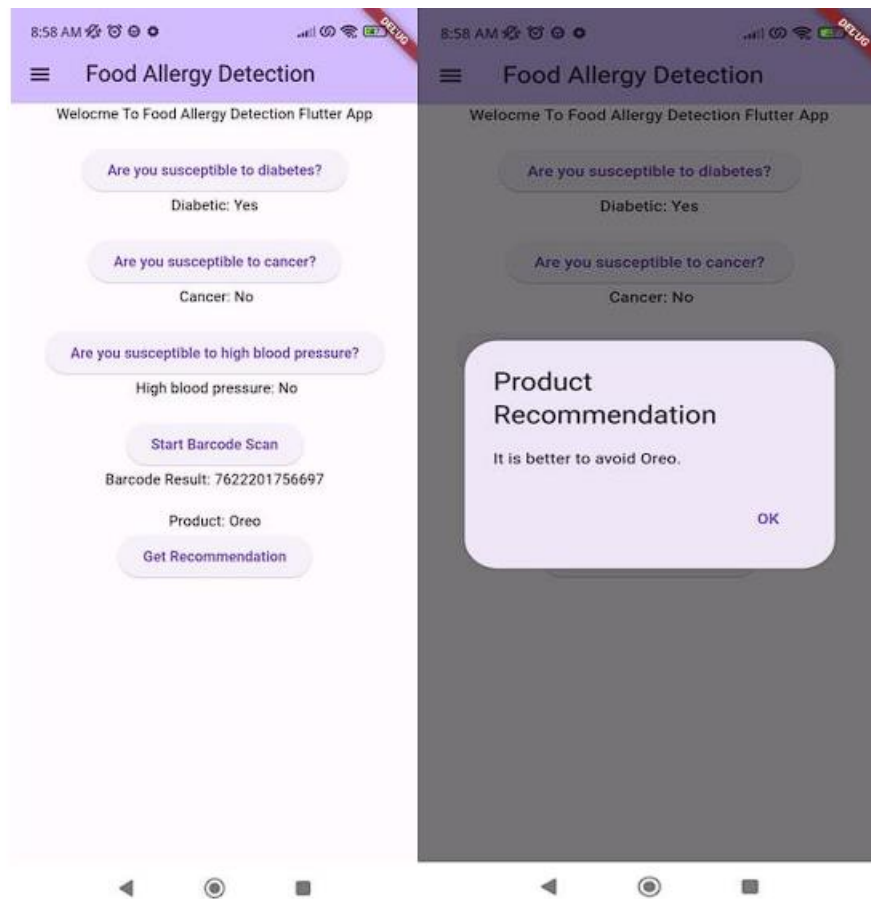 8:58 AM
DEBUG
Food Allergy Detection
Welocme To Food Allergy Detection Flutter App
Are you susceptible to diabetes?
Diabetic: Yes
Are you susceptible to cancer?
Cancer: No
Are you susceptible to high blood pressure?
High blood pressure: No
Start Barcode Scan
Barcode Result: 7622201756697
Product: Oreo
Get Recommendation
8:58 AM
DEBUG
Food Allergy Detection
Welocme To Food Allergy Detection Flutter App
Are you susceptible to diabetes?
Diabetic: Yes
Are you susceptible to cancer?
Cancer: No
Product
Recommendation
It is better to avoid Oreo.
OK